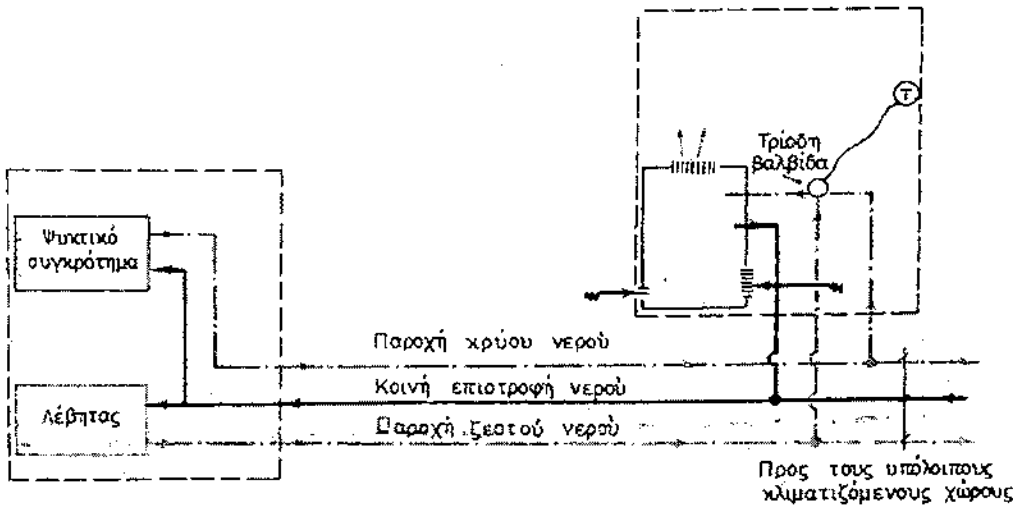 T
Τρίοδη
βαλβίδα
Ψυκτικό
συγκρότημα
Παροχή κρύου νερού
Κοινή επιστροφή νερού
Λέβητας
Παροχή ζεστού νερού
Προς τους υπόλοιπους
κλιματιζόμενους χώρους